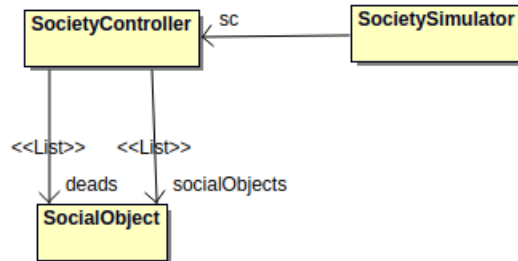 SocietyController
sc
SocietySimulator
<<List>>
<<List>>
deads
socialObjects
SocialObject